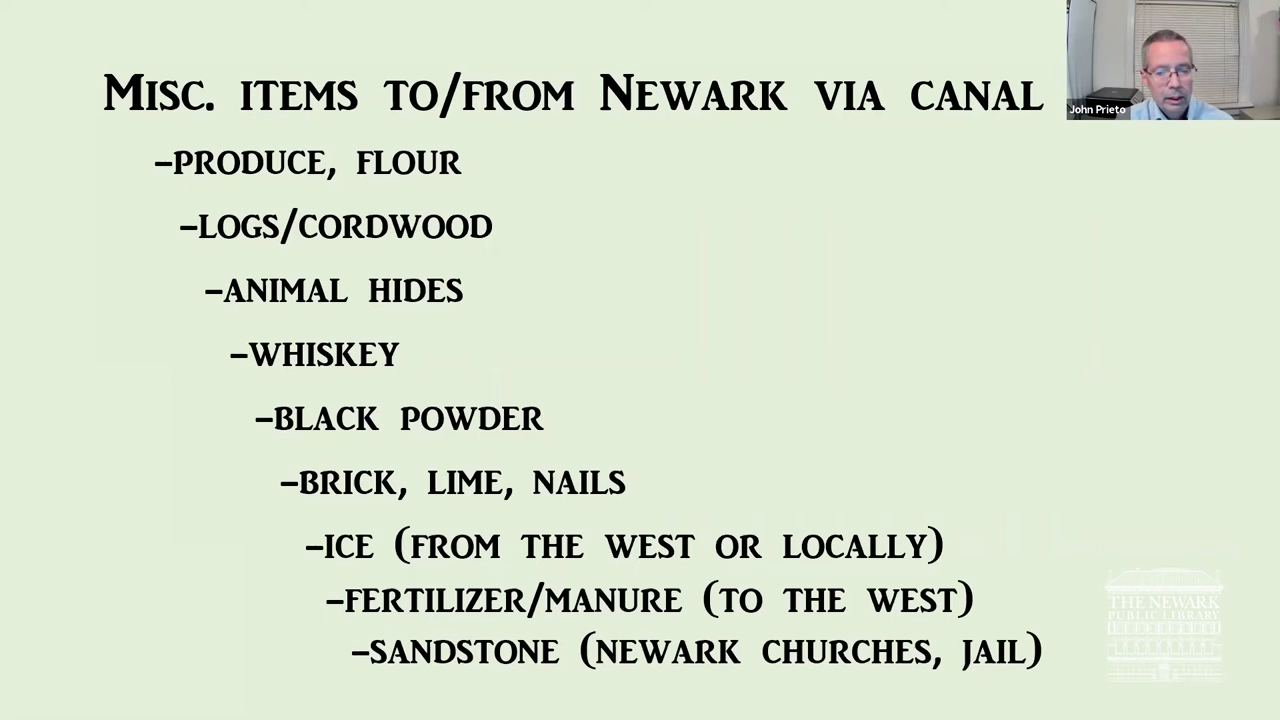 Misc. items to/from Newark via canal
John Prieto
–produce, flour
–logs/cordwood
–animal hides
–whiskey
–black powder
–brick, lime, nails
–ice (from the west or locally)
–fertilizer/manure (to the west)
–sandstone (Newark churches, jail)
THE NEWARK
PUBLIC LIBRARY